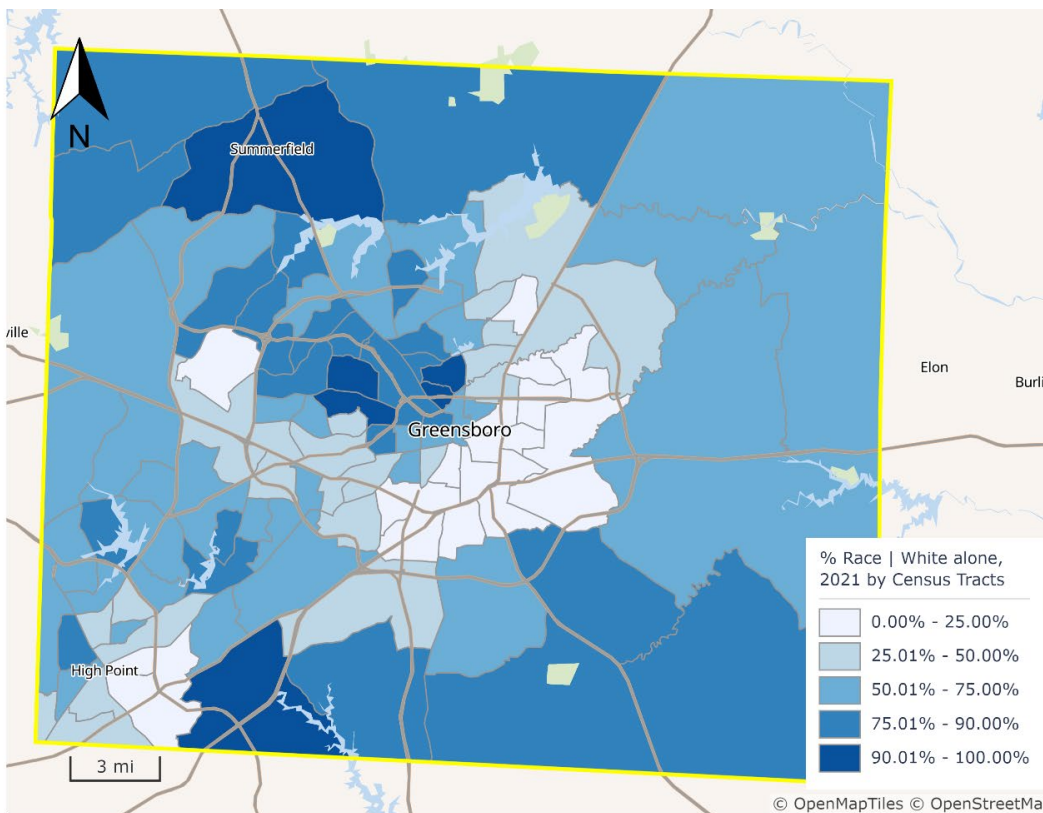 N
Summerfield
ville
Elon
Burli
Greensboro
High Point
3 mi
% Race | White alone,
2021 by Census Tracts
0.00% - 25.00%
25.01% - 50.00%
50.01% - 75.00%
75.01% - 90.00%
90.01% - 100.00%
© OpenMapTiles © OpenStreetMa